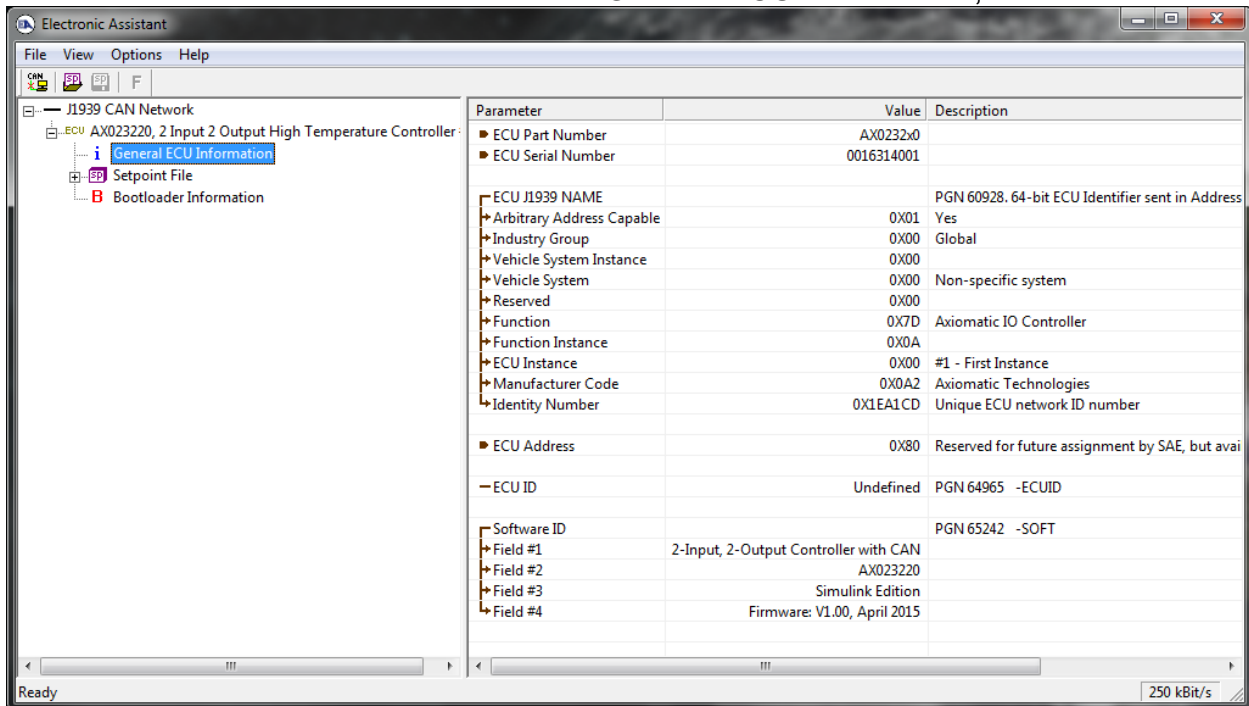 Electronic Assistant
File View Options Help
CAN SP SP F
J1939 CAN Network
ECU AX023220, 2 Input 2 Output High Temperature Controller
i General ECU Information
SP Setpoint File
B Bootloader Information
Parameter Value Description
ECU Part Number AX0232x0
ECU Serial Number 0016314001
ECU J1939 NAME PGN 60928. 64-bit ECU Identifier sent in Address
Arbitrary Address Capable 0X01 Yes
Industry Group 0X00 Global
Vehicle System Instance 0X00
Vehicle System 0X00 Non-specific system
Reserved 0X00
Function 0X7D Axiomatic IO Controller
Function Instance 0X0A
ECU Instance 0X00 #1 - First Instance
Manufacturer Code 0X0A2 Axiomatic Technologies
Identity Number 0X1EA1CD Unique ECU network ID number
ECU Address 0X80 Reserved for future assignment by SAE, but avai
ECU ID Undefined PGN 64965 -ECUID
Software ID PGN 65242 -SOFT
Field #1 2-Input, 2-Output Controller with CAN
Field #2 AX023220
Field #3 Simulink Edition
Field #4 Firmware: V1.00, April 2015
Ready 250 kBit/s